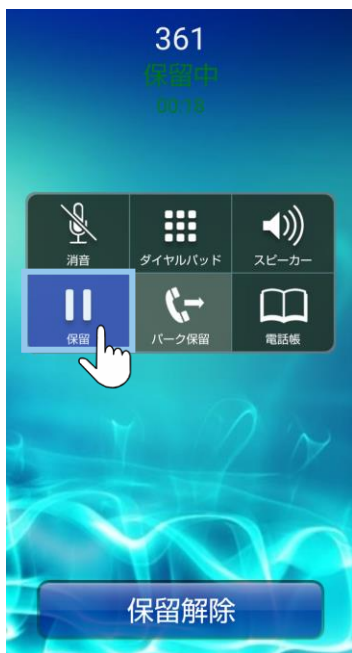 361
保留中
00:18
消音
ダイヤルパッド
スピーカー
保留
パーク保留
電話帳
保留解除